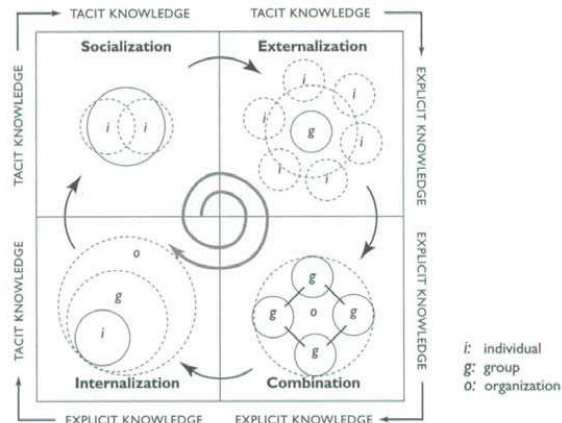 TACIT KNOWLEDGE TACIT KNOWLEDGE
Socialization Externalization
TACIT KNOWLEDGE
EXPLICIT KNOWLEDGE
i i
i
i
i
i
i
i
g
o
g
i
g
g
o
g
g
TACIT KNOWLEDGE
EXPLICIT KNOWLEDGE
Internalization Combination
EXPLICIT KNOWLEDGE EXPLICIT KNOWLEDGE
i: individual
g: group
o: organization